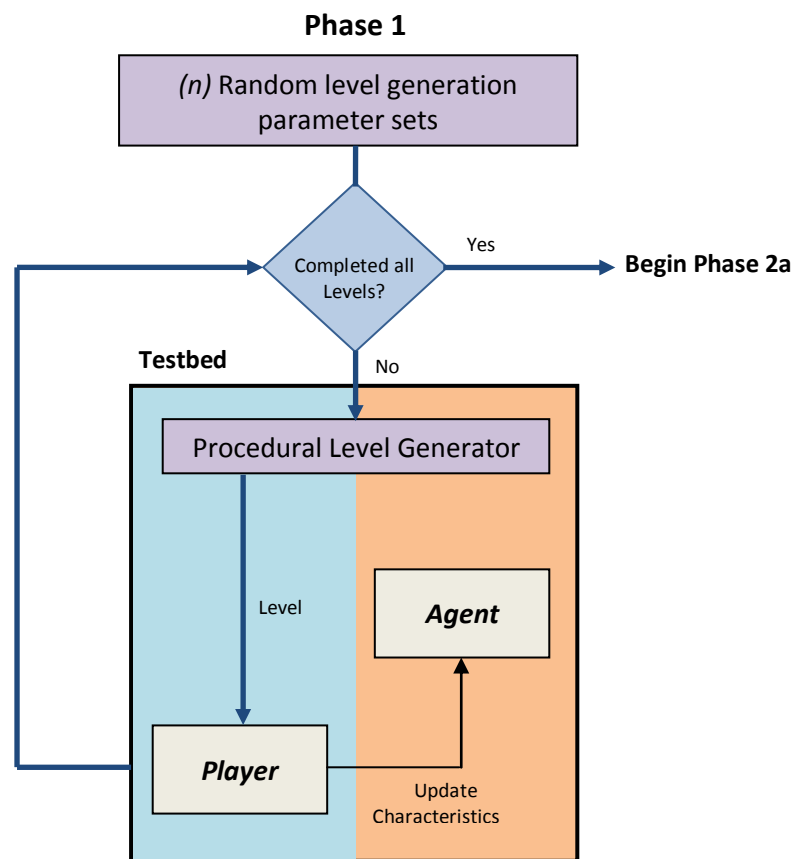 Phase 1
(n) Random level generation
parameter sets
Yes
Completed all
Levels?
Begin Phase 2a
Testbed
No
Procedural Level Generator
Level
Agent
Player
Update
Characteristics